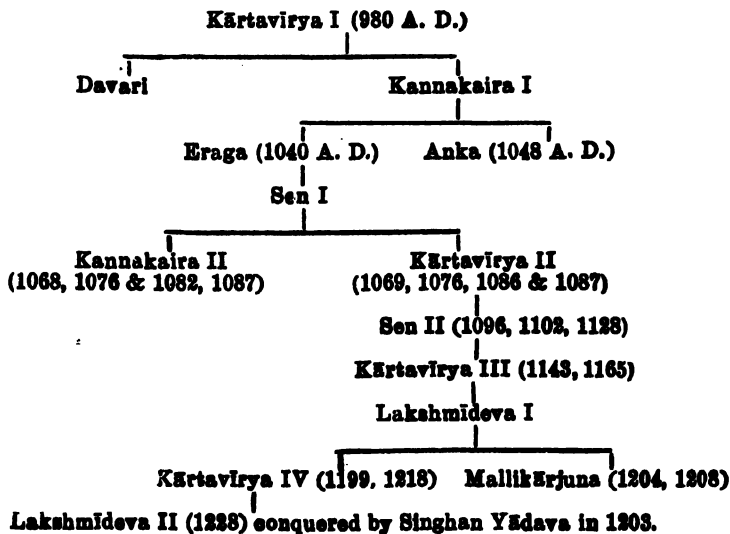 Kārtavīrya I (980 A. D.)
Davari Kannakaira I
Eraga (1040 A. D.) Anka (1048 A. D.)
Sen I
Kannakaira II Kārtavīrya II
(1068, 1076 & 1082, 1087) (1069, 1076, 1086 & 1087)
Sen II (1096, 1102, 1128)
Kārtavīrya III (1143, 1165)
Lakshmīdeva I
Kārtavīrya IV (1199, 1218) Mallikārjuna (1204, 1208)
Lakshmīdeva II (1228) conquered by Singhan Yādava in 1203.